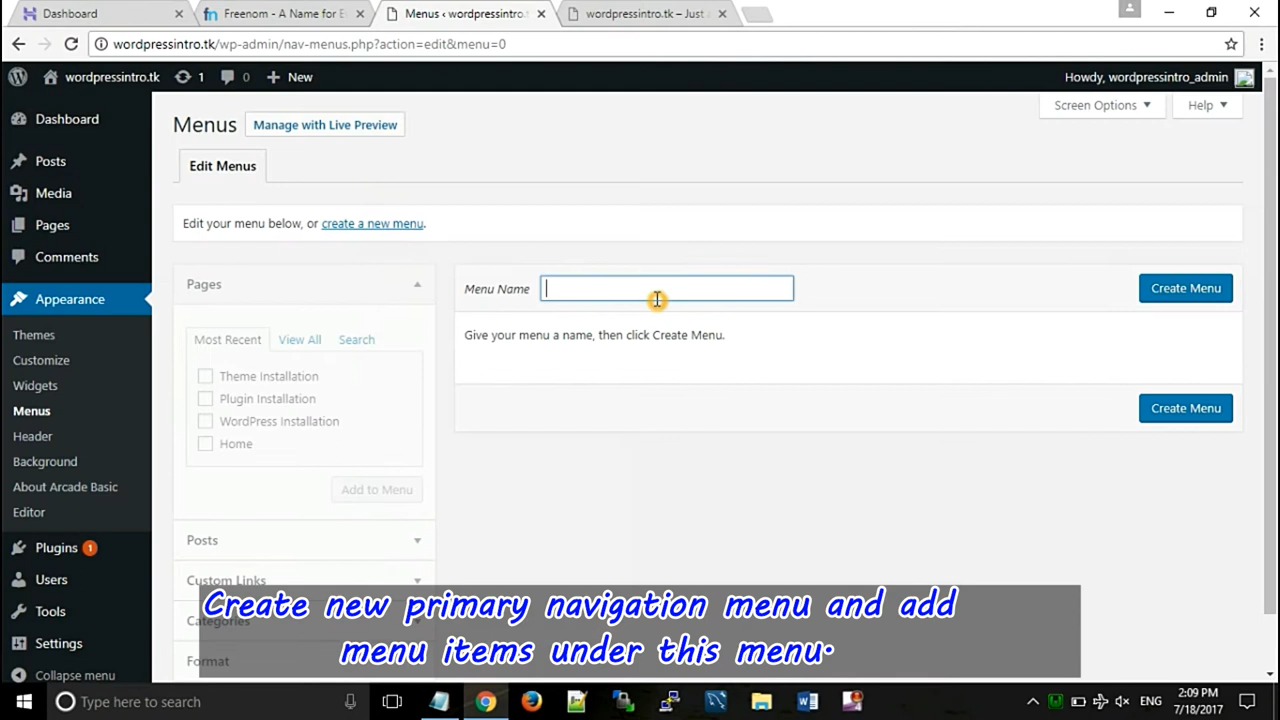 Dashboard
Freenom - A Name for E
Menus ‹ wordpressintro.
wordpressintro.tk – Just a
wordpressintro.tk/wp-admin/nav-menus.php?action=edit&menu=0
wordpressintro.tk 1 0 New
Howdy, wordpressintro_admin
Screen Options
Help
Dashboard
Posts
Media
Pages
Comments
Appearance
Themes
Customize
Widgets
Menus
Header
Background
About Arcade Basic
Editor
Plugins 1
Users
Tools
Settings
Collapse menu
Menus Manage with Live Preview
Edit Menus
Edit your menu below, or create a new menu.
Pages
Most Recent View All Search
Theme Installation
Plugin Installation
WordPress Installation
Home
Add to Menu
Posts
Custom Links
Categories
Format
Menu Name
Create Menu
Give your menu a name, then click Create Menu.
Create Menu
Create new primary navigation menu and add
menu items under this menu.
Type here to search
ENG
2:09 PM
7/18/2017